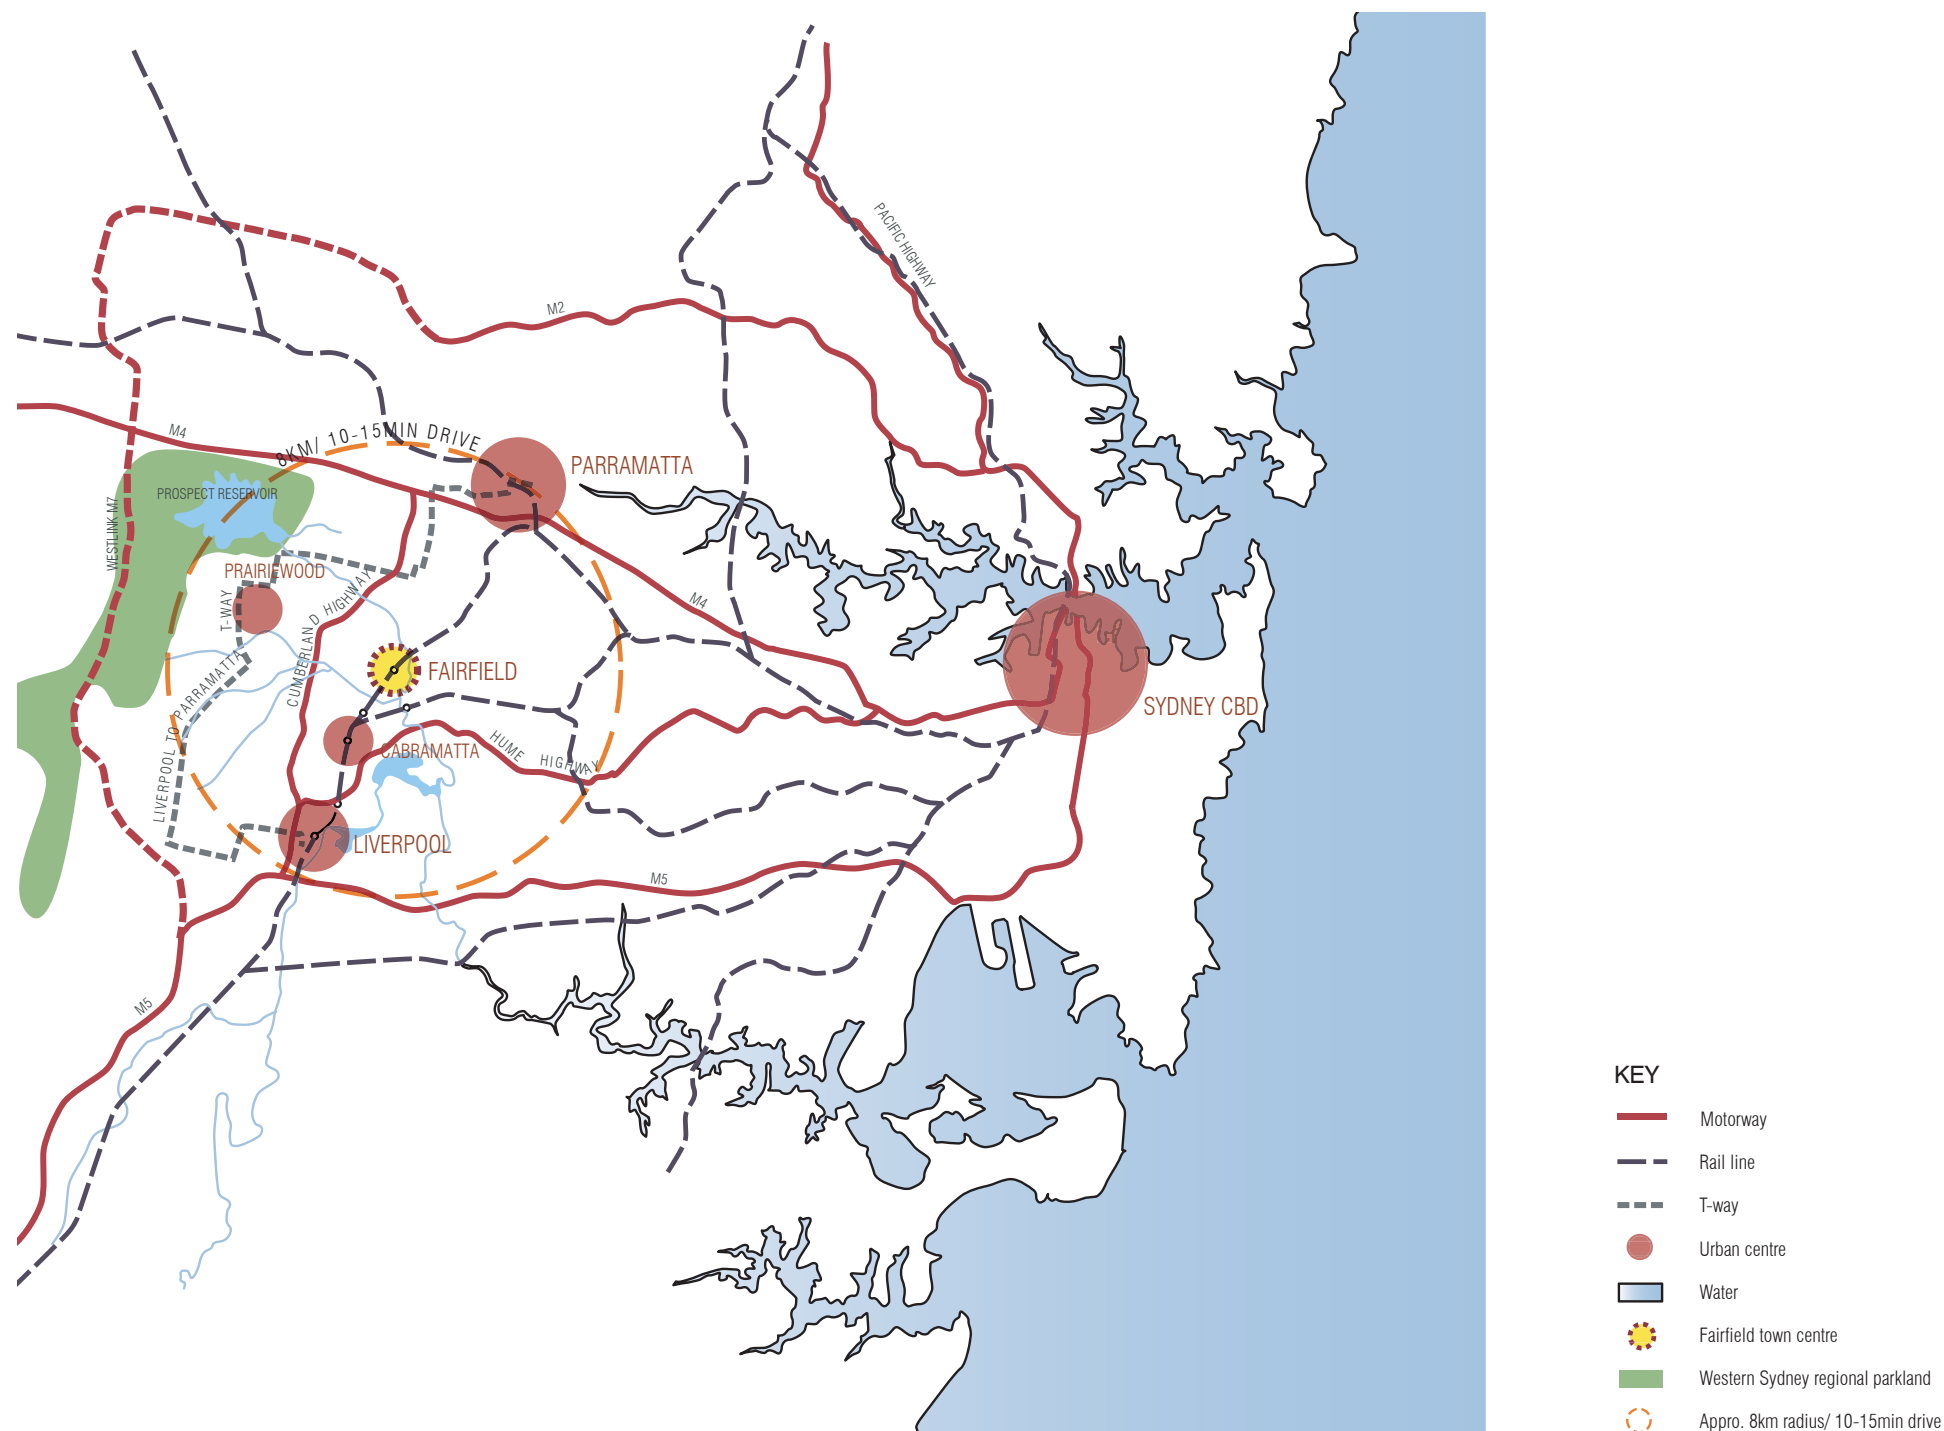 PACIFIC HIGHWAY
M2
M4
8KM/ 10-15MIN DRIVE
PARRAMATTA
PROSPECT RESERVOIR
WESTLINK M7
PRAIRIEWOOD
T-WAY
CUMBERLAND HIGHWAY
M4
FAIRFIELD
LIVERPOOL TO PARRAMATTA
SYDNEY CBD
HUME HIGHWAY
CABRAMATTA
LIVERPOOL
M5
M5
KEY
Motorway
Rail line
T-way
Urban centre
Water
Fairfield town centre
Western Sydney regional parkland
Appro. 8km radius/ 10-15min drive